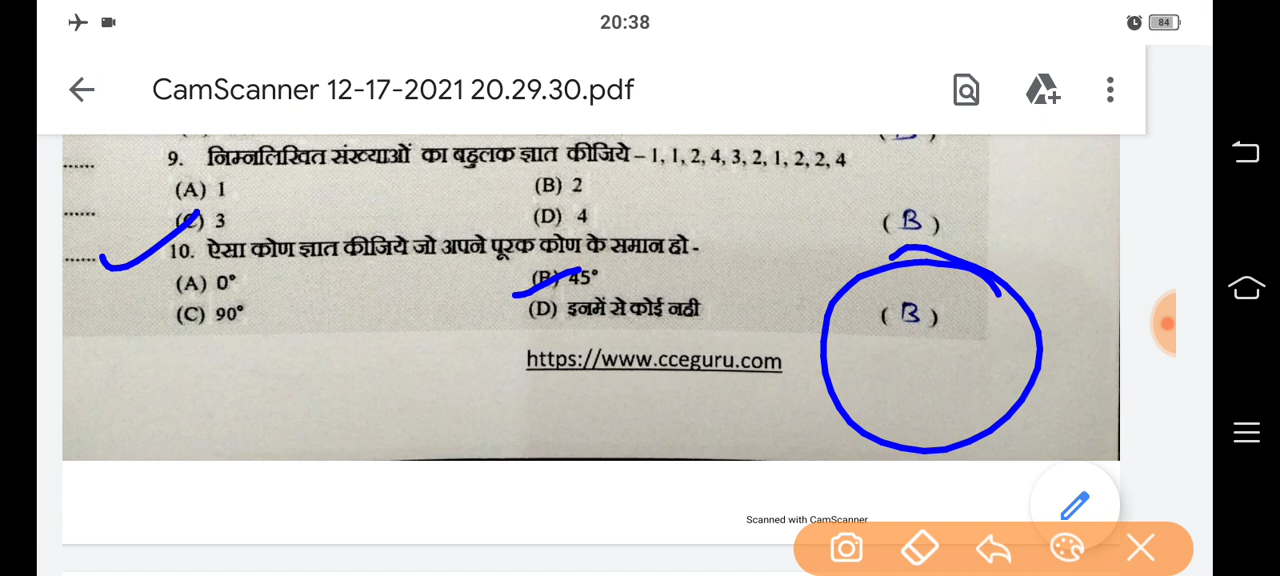 20:38
84
CamScanner 12-17-2021 20.29.30.pdf
9. निम्नलिखित संख्याओं का बहुलक ज्ञात कीजिये – 1, 1, 2, 4, 3, 2, 1, 2, 2, 4
(A) 1 (B) 2
(C) 3 (D) 4 ( B )
10. ऐसा कोण ज्ञात कीजिये जो अपने पूरक कोण के समान हो -
(A) 0° (B) 45°
(C) 90° (D) इनमें से कोई नही ( B )
https://www.cceguru.com
Scanned with CamScanner